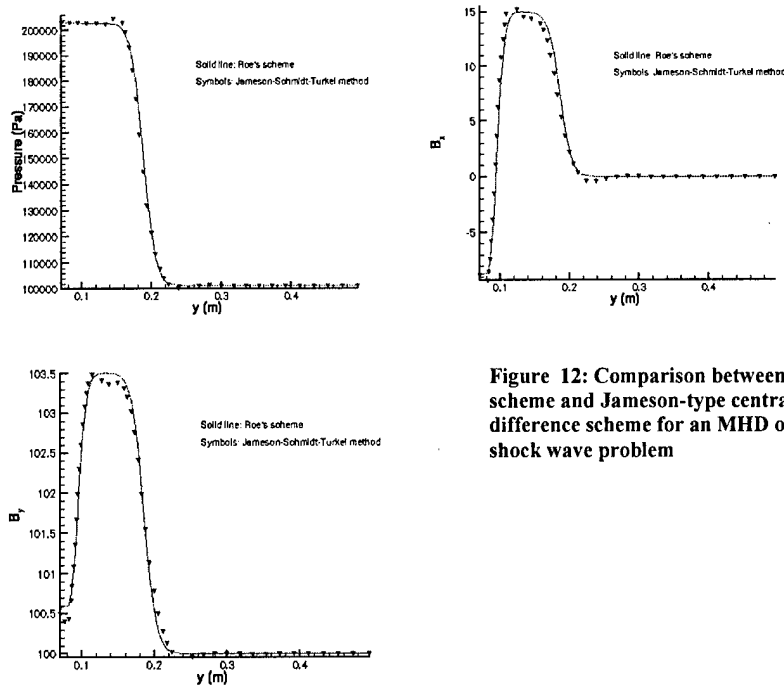 200000
190000
180000
170000
160000
150000
140000
130000
120000
110000
100000
Pressure (Pa)
Solid line: Roe's scheme
Symbols: Jameson-Schmidt-Turkel method
0.1 0.2 0.3 0.4
y (m)
15
10
5
0
-5
Bx
Solid line: Roe's scheme
Symbols: Jameson-Schmidt-Turkel method
0.1 0.2 0.4
y (m)
103.5
103
102
101.5
101
100.5
100
By
Solid line: Roe's scheme
Symbols: Jameson-Schmidt-Turkel method
0.1 0.2 0.3 0.4
y (m)
Figure 12: Comparison between
scheme and Jameson-type centra
difference scheme for an MHD o
shock wave problem